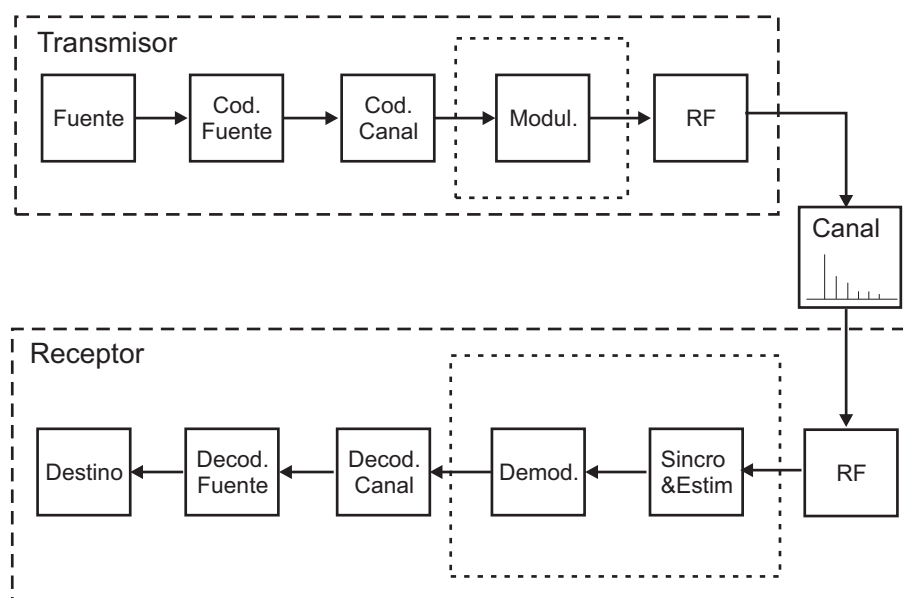 Transmisor
Fuente
Cod.
Fuente
Cod.
Canal
Modul.
RF
Canal
Receptor
Destino
Decod.
Fuente
Decod.
Canal
Demod.
Sincro
&Estim
RF